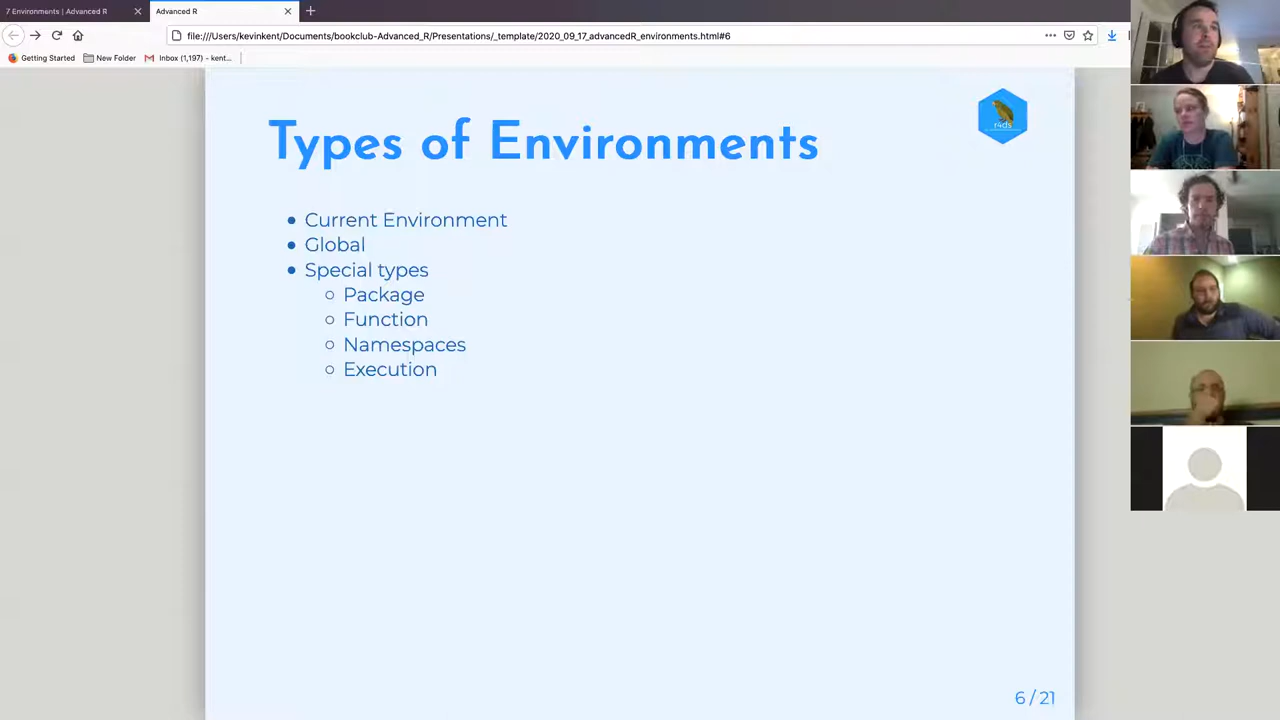 7 Environments | Advanced R
Advanced R
file:///Users/kevinkent/Documents/bookclub-Advanced_R/Presentations/_template/2020_09_17_advancedR_environments.html#6
Getting Started
New Folder
Inbox (1,197) - kent...
Types of Environments
r4ds
Current Environment
Global
Special types
Package
Function
Namespaces
Execution
6 / 21